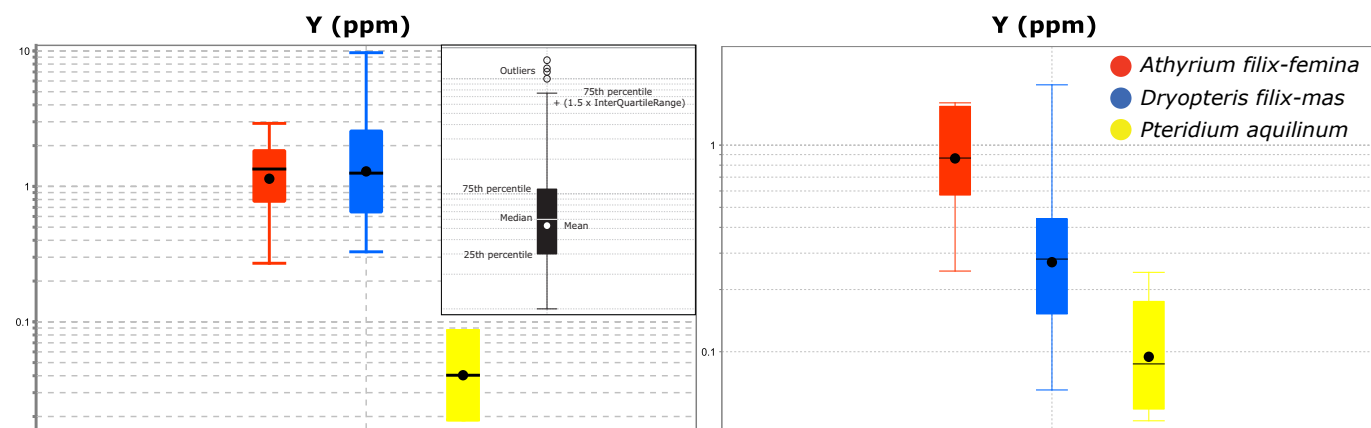 Y (ppm)
10
1
0.1
Outliers
75th percentile
+ (1.5 x InterQuartileRange)
75th percentile
Median
Mean
25th percentile
Y (ppm)
1
0.1
Athyrium filix-femina
Dryopteris filix-mas
Pteridium aquilinum